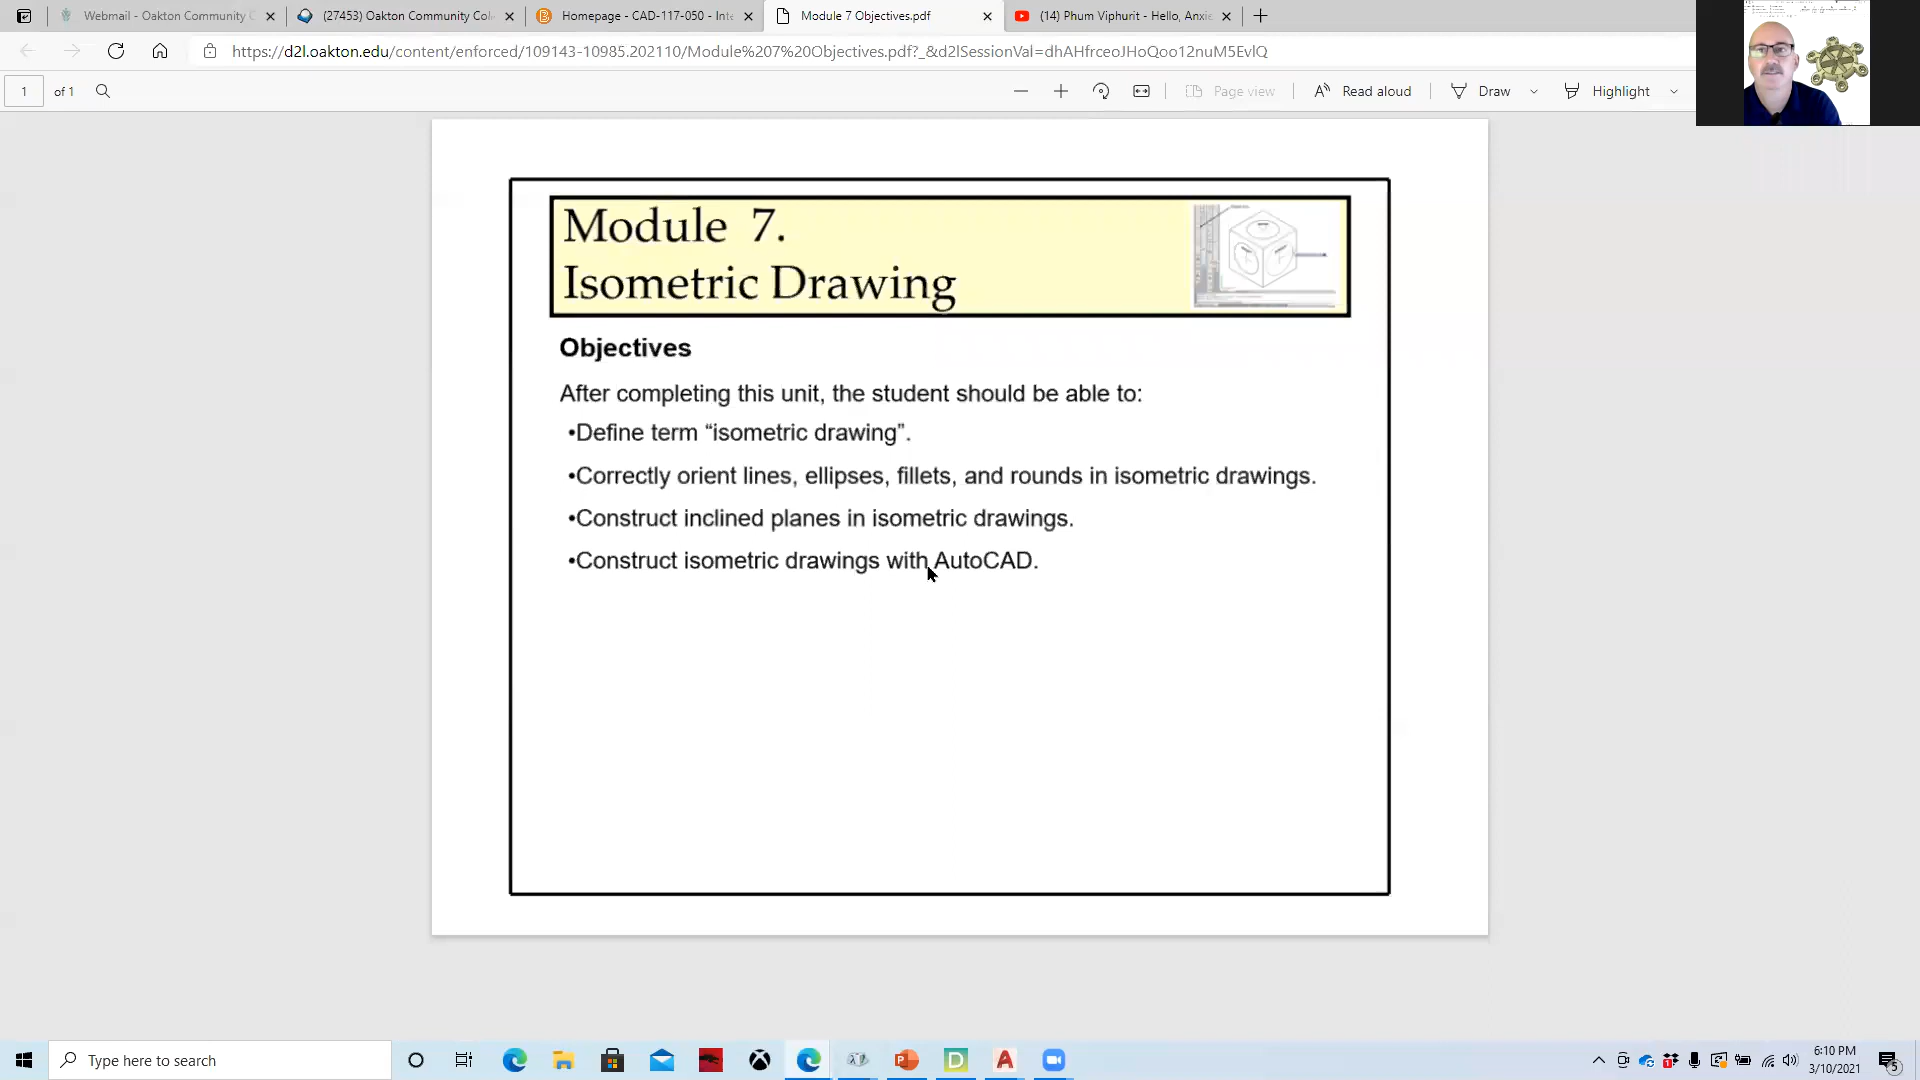 Webmail - Oakton Community C
(27453) Oakton Community Col
Homepage - CAD-117-050 - Inte
Module 7 Objectives.pdf
(14) Phum Viphurit - Hello, Anxie
https://d2l.oakton.edu/content/enforced/109143-10985.202110/Module%207%20Objectives.pdf?_&d2lSessionVal=dhAHfrceoJHoQoo12nuM5EvlQ
1 of 1
Page view
Read aloud
Draw
Highlight
Module 7.
Isometric Drawing
Objectives
After completing this unit, the student should be able to:
•Define term “isometric drawing”.
•Correctly orient lines, ellipses, fillets, and rounds in isometric drawings.
•Construct inclined planes in isometric drawings.
•Construct isometric drawings with AutoCAD.
Type here to search
6:10 PM
3/10/2021
5